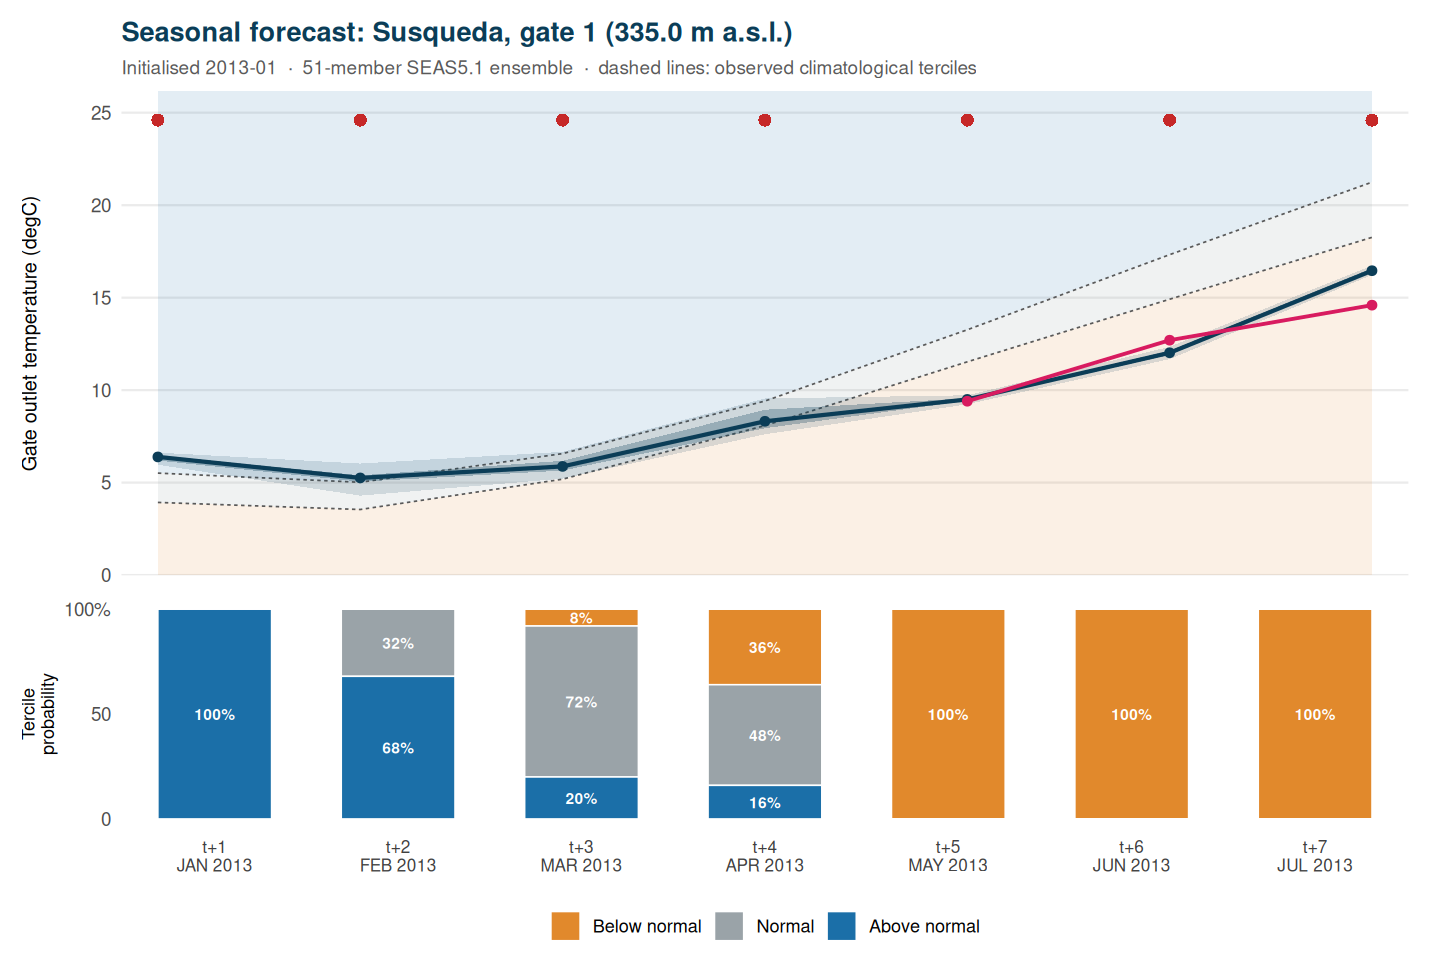 Seasonal forecast: Susqueda, gate 1 (335.0 m a.s.l.)
Initialised 2013-01 · 51-member SEAS5.1 ensemble · dashed lines: observed climatological terciles
Gate outlet temperature (degC)
25
20
15
10
5
0
Tercile
probability
100%
50
0
100%
32%
68%
8%
72%
20%
36%
48%
16%
100%
100%
100%
t+1
JAN 2013
t+2
FEB 2013
t+3
MAR 2013
t+4
APR 2013
t+5
MAY 2013
t+6
JUN 2013
t+7
JUL 2013
Below normal
Normal
Above normal